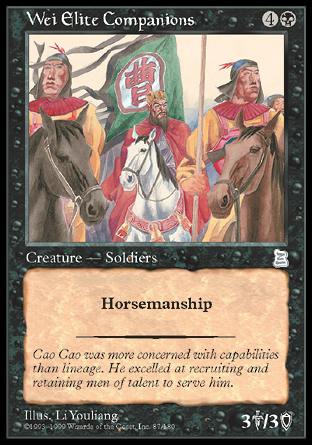 Wei Elite Companions 4
曹
Creature — Soldiers
Horsemanship
Cao Cao was more concerned with capabilities
than lineage. He excelled at recruiting and
retaining men of talent to serve him.
Illus. Li Youliang
©1993–1999 Wizards of the Coast, Inc. 87/180
3/3